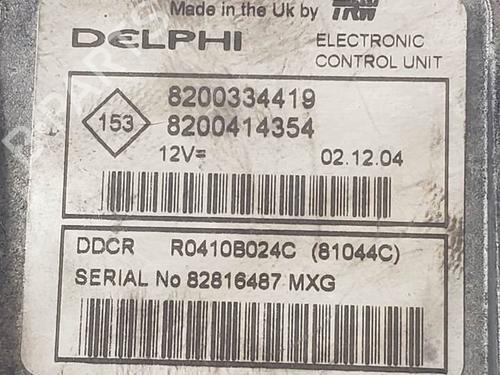 Made in the Uk by TRW
DELPHI
ELECTRONIC
CONTROL UNIT
153
8200334419
8200414354
12V=
02.12.04
DDCR R0410B024C (81044C)
SERIAL No 82816487 MXG